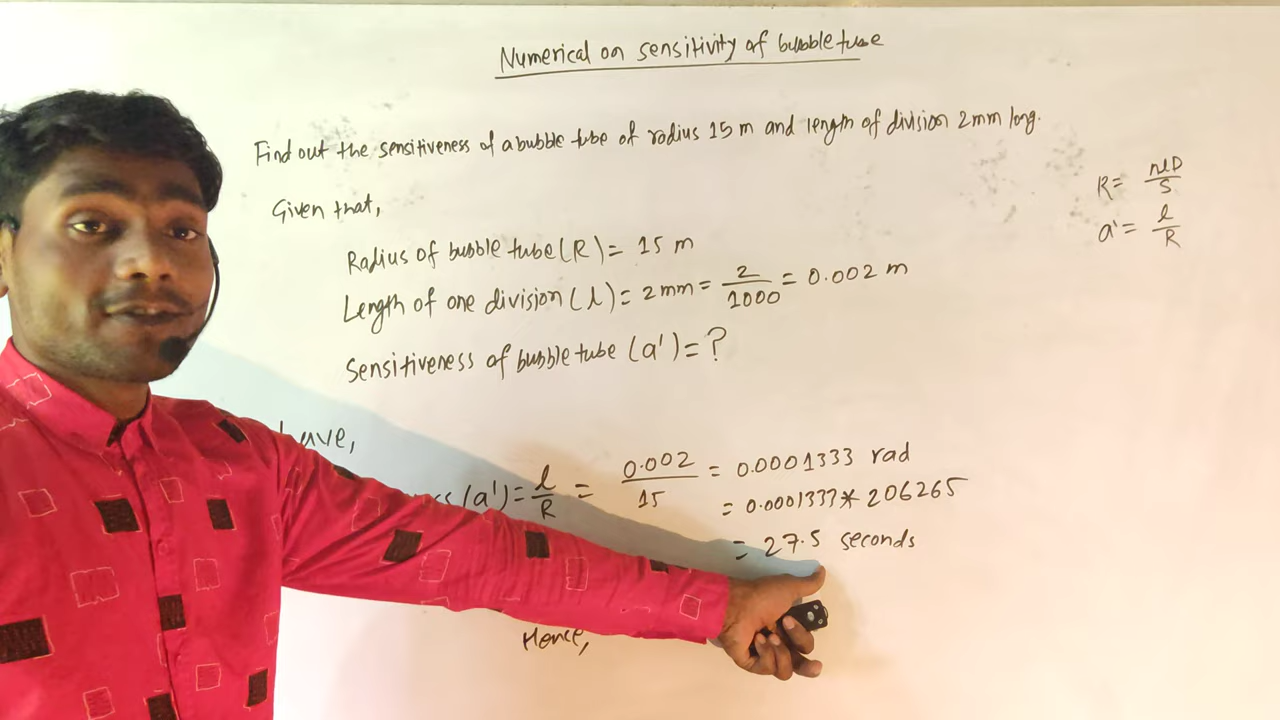 Numerical on sensitivity of bubble tube
Find out the sensitiveness of a bubble tube of radius 15 m and length of division 2mm long.
R = nlD/S
a' = l/R
Given that,
Radius of bubble tube (R) = 15 m
Length of one division (l) = 2mm = 2/1000 = 0.002 m
Sensitiveness of bubble tube (a') = ?
(a') = l/R = 0.002/15 = 0.0001333 rad
= 0.0001333 * 206265
= 27.5 seconds
Hence,